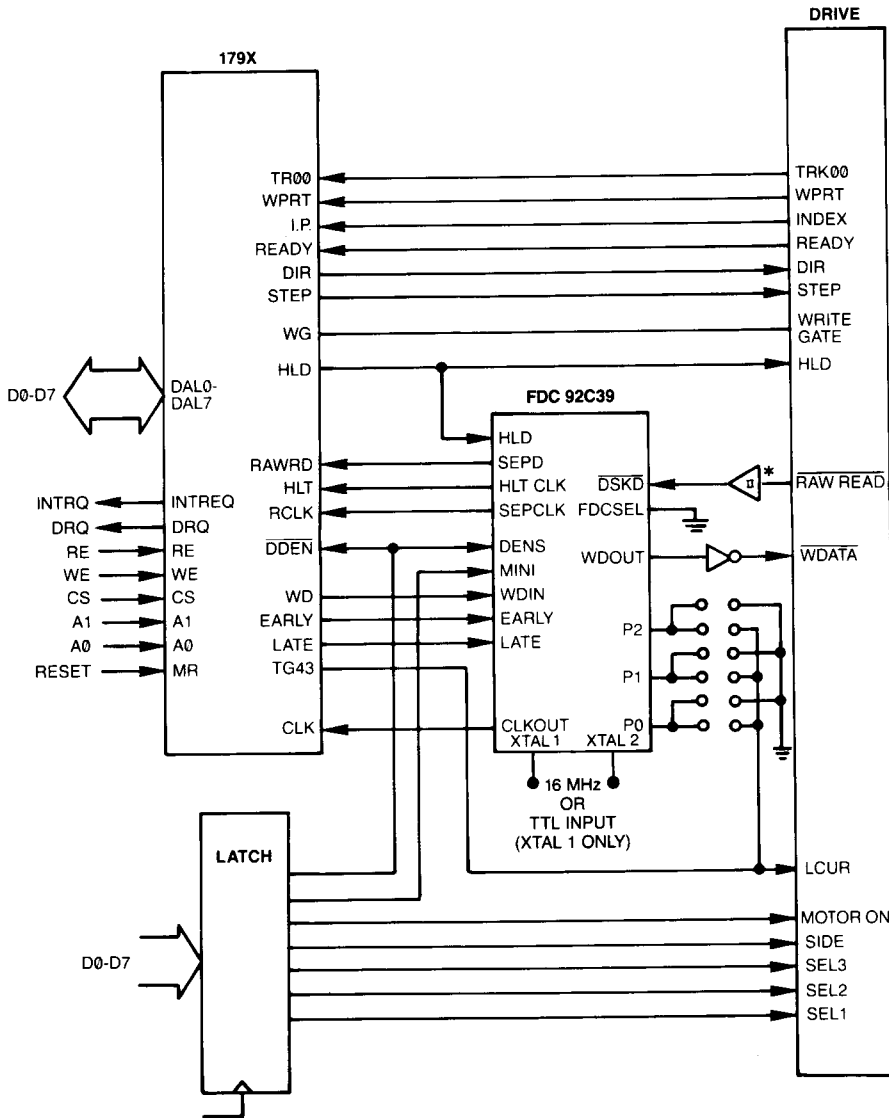 DRIVE
179X
TR00
WPRT
I.P.
READY
DIR
STEP
WG
HLD
TRK00
WPRT
INDEX
READY
DIR
STEP
WRITE
GATE
HLD
D0-D7
DAL0-
DAL7
FDC 92C39
HLD
RAWRD
SEPD
DSKD
*
RAW READ
HLT
HLT CLK
INTRQ
INTREQ
RCLK
SEPCLK
FDCSEL
DRQ
DRQ
RE
RE
DDEN
DENS
WDOUT
WDATA
WE
WE
MINI
CS
CS
WD
WDIN
A1
A1
EARLY
EARLY
P2
A0
A0
LATE
LATE
RESET
MR
TG43
P1
CLK
CLKOUT
P0
XTAL 1
XTAL 2
16 MHz
OR
TTL INPUT
(XTAL 1 ONLY)
LATCH
LCUR
MOTOR ON
SIDE
D0-D7
SEL3
SEL2
SEL1